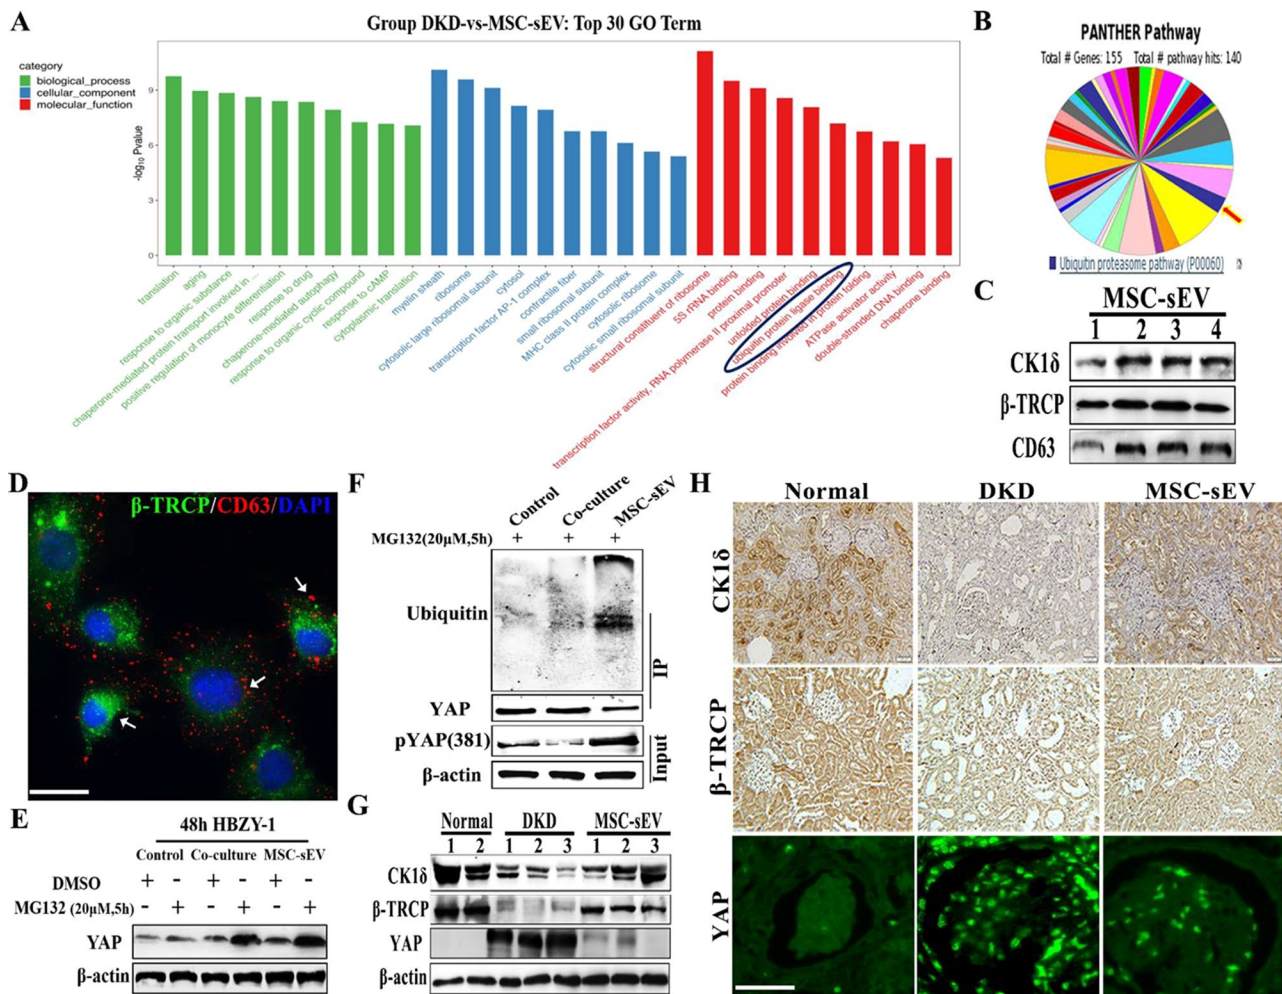 A
Group DKD-vs-MSC-sEV: Top 30 GO Term
category
biological_process
cellular_component
molecular_function
-log10 Pvalue
9
6
3
0
translation
aging
response to organic substance
chaperone-mediated protein transport involved in ...
positive regulation of monocyte differentiation
response to drug
chaperone-mediated autophagy
response to organic cyclic compound
response to cAMP
cytoplasmic translation
myelin sheath
ribosome
cytosolic large ribosomal subunit
cytosol
transcription factor AP-1 complex
contractile fiber
small ribosomal subunit
MHC class II protein complex
cytosolic ribosome
cytosolic small ribosomal subunit
structural constituent of ribosome
5S rRNA binding
protein binding
transcription factor activity, RNA polymerase II proximal promoter
unfolded protein binding
ubiquitin protein ligase binding
protein binding involved in protein folding
ATPase activator activity
double-stranded DNA binding
chaperone binding
B
PANTHER Pathway
Total # Genes: 155 Total # pathway hits: 140
Ubiquitin proteasome pathway (P00060)
C
MSC-sEV
1 2 3 4
CK1δ
β-TRCP
CD63
D
β-TRCP/CD63/DAPI
E
48h HBZY-1
Control Co-culture MSC-sEV
DMSO + - + - + -
MG132 (20μM,5h) - + - + - +
YAP
β-actin
F
Control Co-culture MSC-sEV
MG132(20μM,5h) + + +
Ubiquitin
IP
YAP
pYAP(381)
Input
β-actin
G
Normal DKD MSC-sEV
1 2 1 2 3 1 2 3
CK1δ
β-TRCP
YAP
β-actin
H
Normal DKD MSC-sEV
CK1δ
β-TRCP
YAP